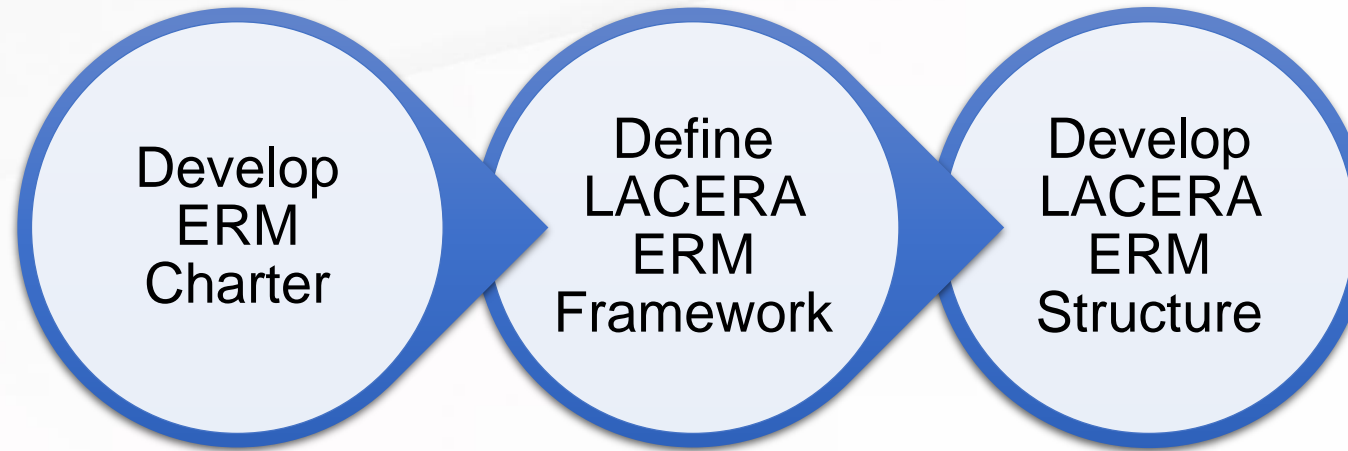 Develop
ERM
Charter
Define
LACERA
ERM
Framework
Develop
LACERA
ERM
Structure